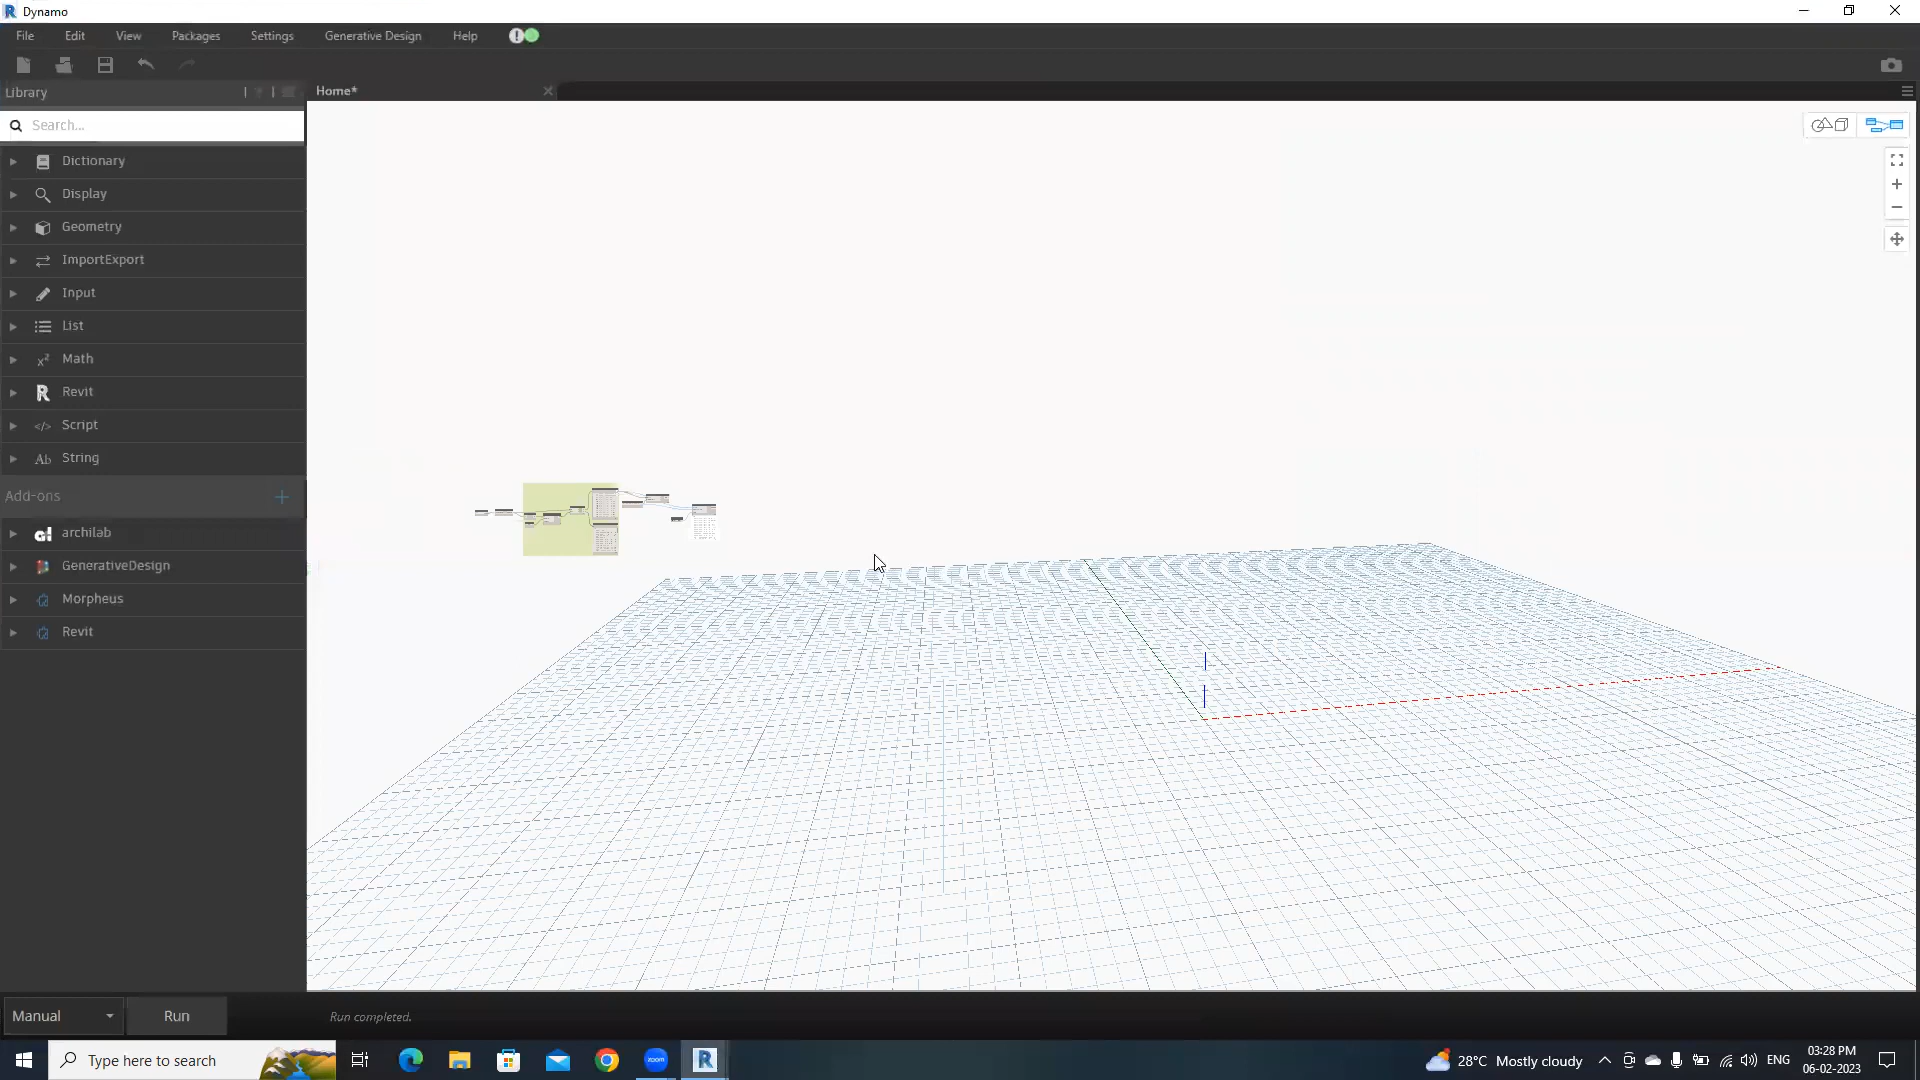 Dynamo
File Edit View Packages Settings Generative Design Help
Library
Home*
Search...
Dictionary
Display
Geometry
ImportExport
Input
List
Math
Revit
Script
String
Add-ons
archilab
GenerativeDesign
Morpheus
Revit
Manual Run Run completed.
Type here to search
zoom
28°C Mostly cloudy
ENG
03:28 PM
06-02-2023